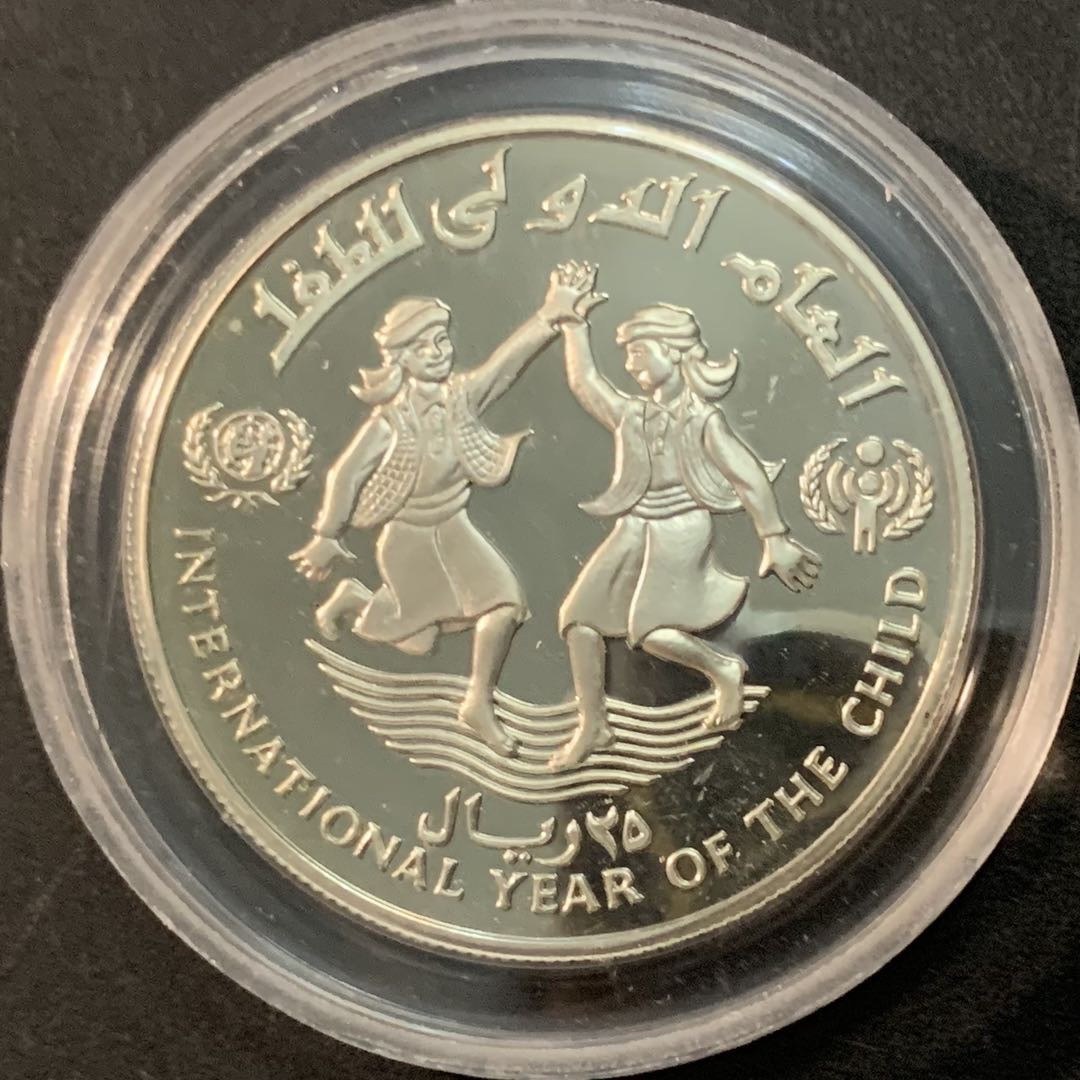 العام الدولي للطفل
٢٥ ريال
INTERNATIONAL YEAR OF THE CHILD